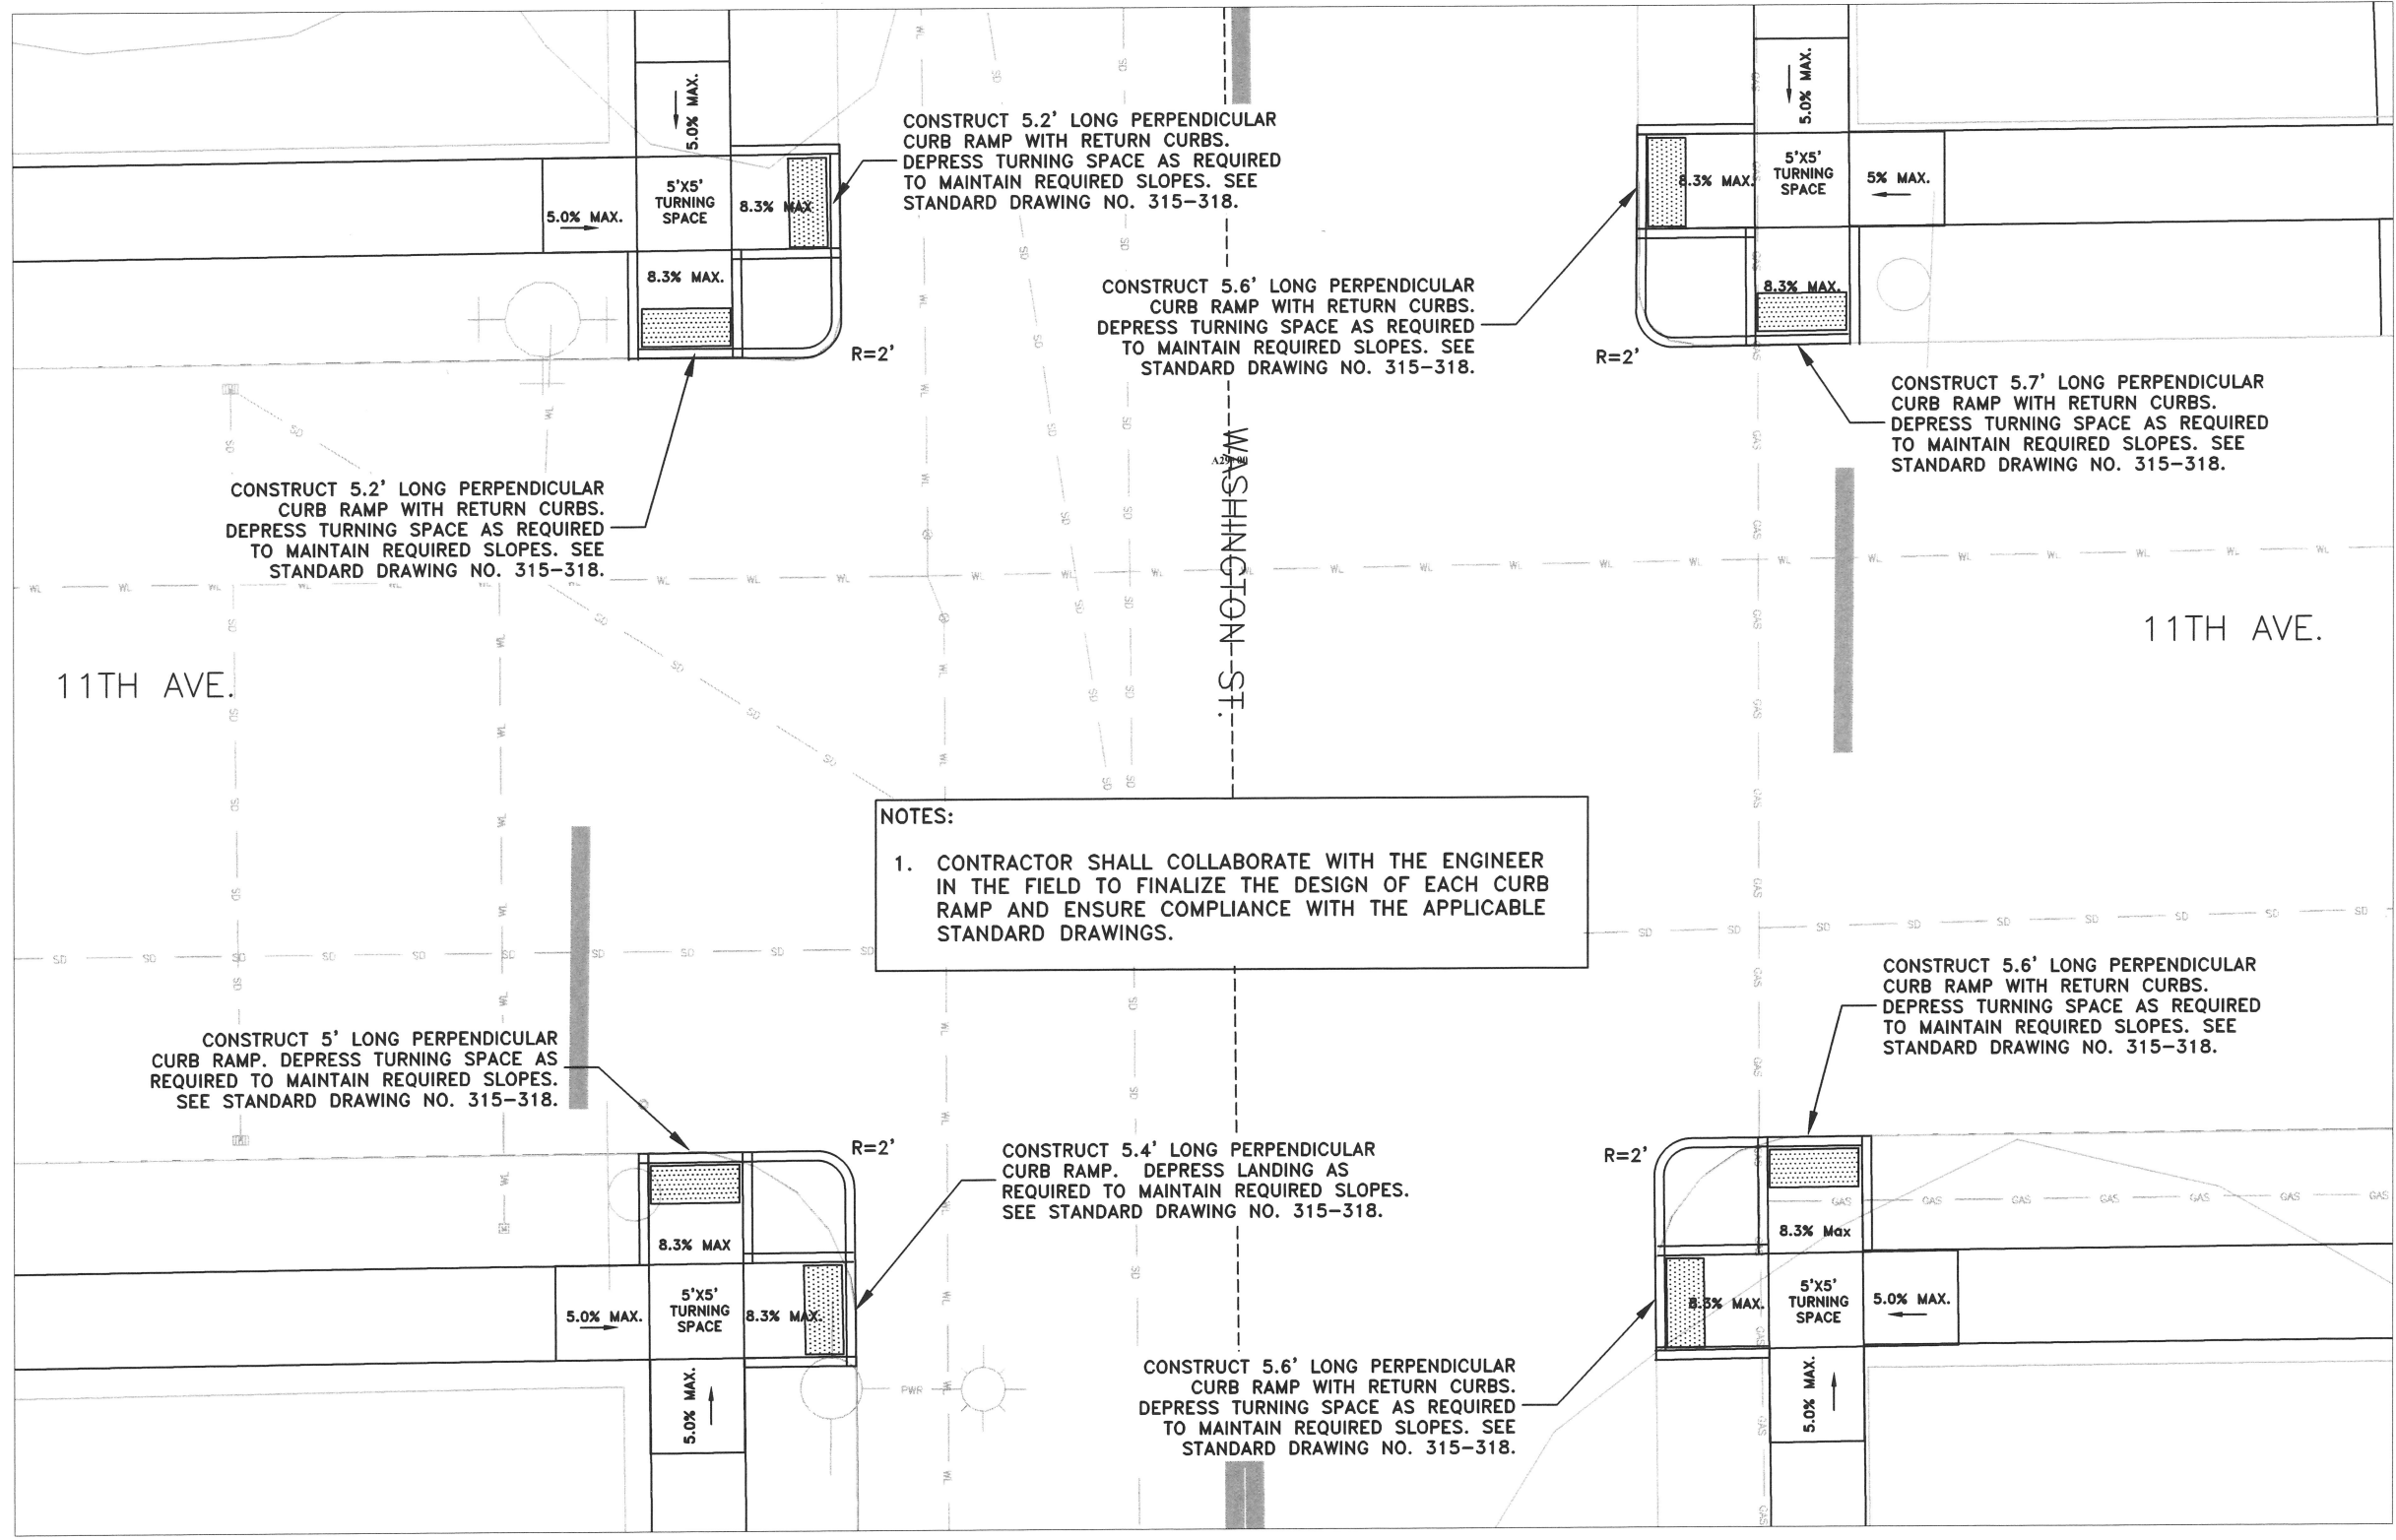 5.0% MAX.
5'X5'
TURNING
SPACE
5.0% MAX.
8.3% MAX
8.3% MAX.
R=2'
CONSTRUCT 5.2' LONG PERPENDICULAR
CURB RAMP WITH RETURN CURBS.
DEPRESS TURNING SPACE AS REQUIRED
TO MAINTAIN REQUIRED SLOPES. SEE
STANDARD DRAWING NO. 315-318.
5.0% MAX.
8.3% MAX.
5'X5'
TURNING
SPACE
5% MAX.
8.3% MAX.
R=2'
CONSTRUCT 5.6' LONG PERPENDICULAR
CURB RAMP WITH RETURN CURBS.
DEPRESS TURNING SPACE AS REQUIRED
TO MAINTAIN REQUIRED SLOPES. SEE
STANDARD DRAWING NO. 315-318.
CONSTRUCT 5.7' LONG PERPENDICULAR
CURB RAMP WITH RETURN CURBS.
DEPRESS TURNING SPACE AS REQUIRED
TO MAINTAIN REQUIRED SLOPES. SEE
STANDARD DRAWING NO. 315-318.
CONSTRUCT 5.2' LONG PERPENDICULAR
CURB RAMP WITH RETURN CURBS.
DEPRESS TURNING SPACE AS REQUIRED
TO MAINTAIN REQUIRED SLOPES. SEE
STANDARD DRAWING NO. 315-318.
WASHINGTON ST.
11TH AVE.
11TH AVE.
NOTES:
1. CONTRACTOR SHALL COLLABORATE WITH THE ENGINEER
IN THE FIELD TO FINALIZE THE DESIGN OF EACH CURB
RAMP AND ENSURE COMPLIANCE WITH THE APPLICABLE
STANDARD DRAWINGS.
CONSTRUCT 5' LONG PERPENDICULAR
CURB RAMP. DEPRESS TURNING SPACE AS
REQUIRED TO MAINTAIN REQUIRED SLOPES.
SEE STANDARD DRAWING NO. 315-318.
R=2'
CONSTRUCT 5.4' LONG PERPENDICULAR
CURB RAMP. DEPRESS LANDING AS
REQUIRED TO MAINTAIN REQUIRED SLOPES.
SEE STANDARD DRAWING NO. 315-318.
8.3% MAX
5.0% MAX.
5'X5'
TURNING
SPACE
8.3% MAX.
5.0% MAX.
PWR
CONSTRUCT 5.6' LONG PERPENDICULAR
CURB RAMP WITH RETURN CURBS.
DEPRESS TURNING SPACE AS REQUIRED
TO MAINTAIN REQUIRED SLOPES. SEE
STANDARD DRAWING NO. 315-318.
R=2'
8.3% Max
8.3% MAX.
5'X5'
TURNING
SPACE
5.0% MAX.
5.0% MAX.
CONSTRUCT 5.6' LONG PERPENDICULAR
CURB RAMP WITH RETURN CURBS.
DEPRESS TURNING SPACE AS REQUIRED
TO MAINTAIN REQUIRED SLOPES. SEE
STANDARD DRAWING NO. 315-318.